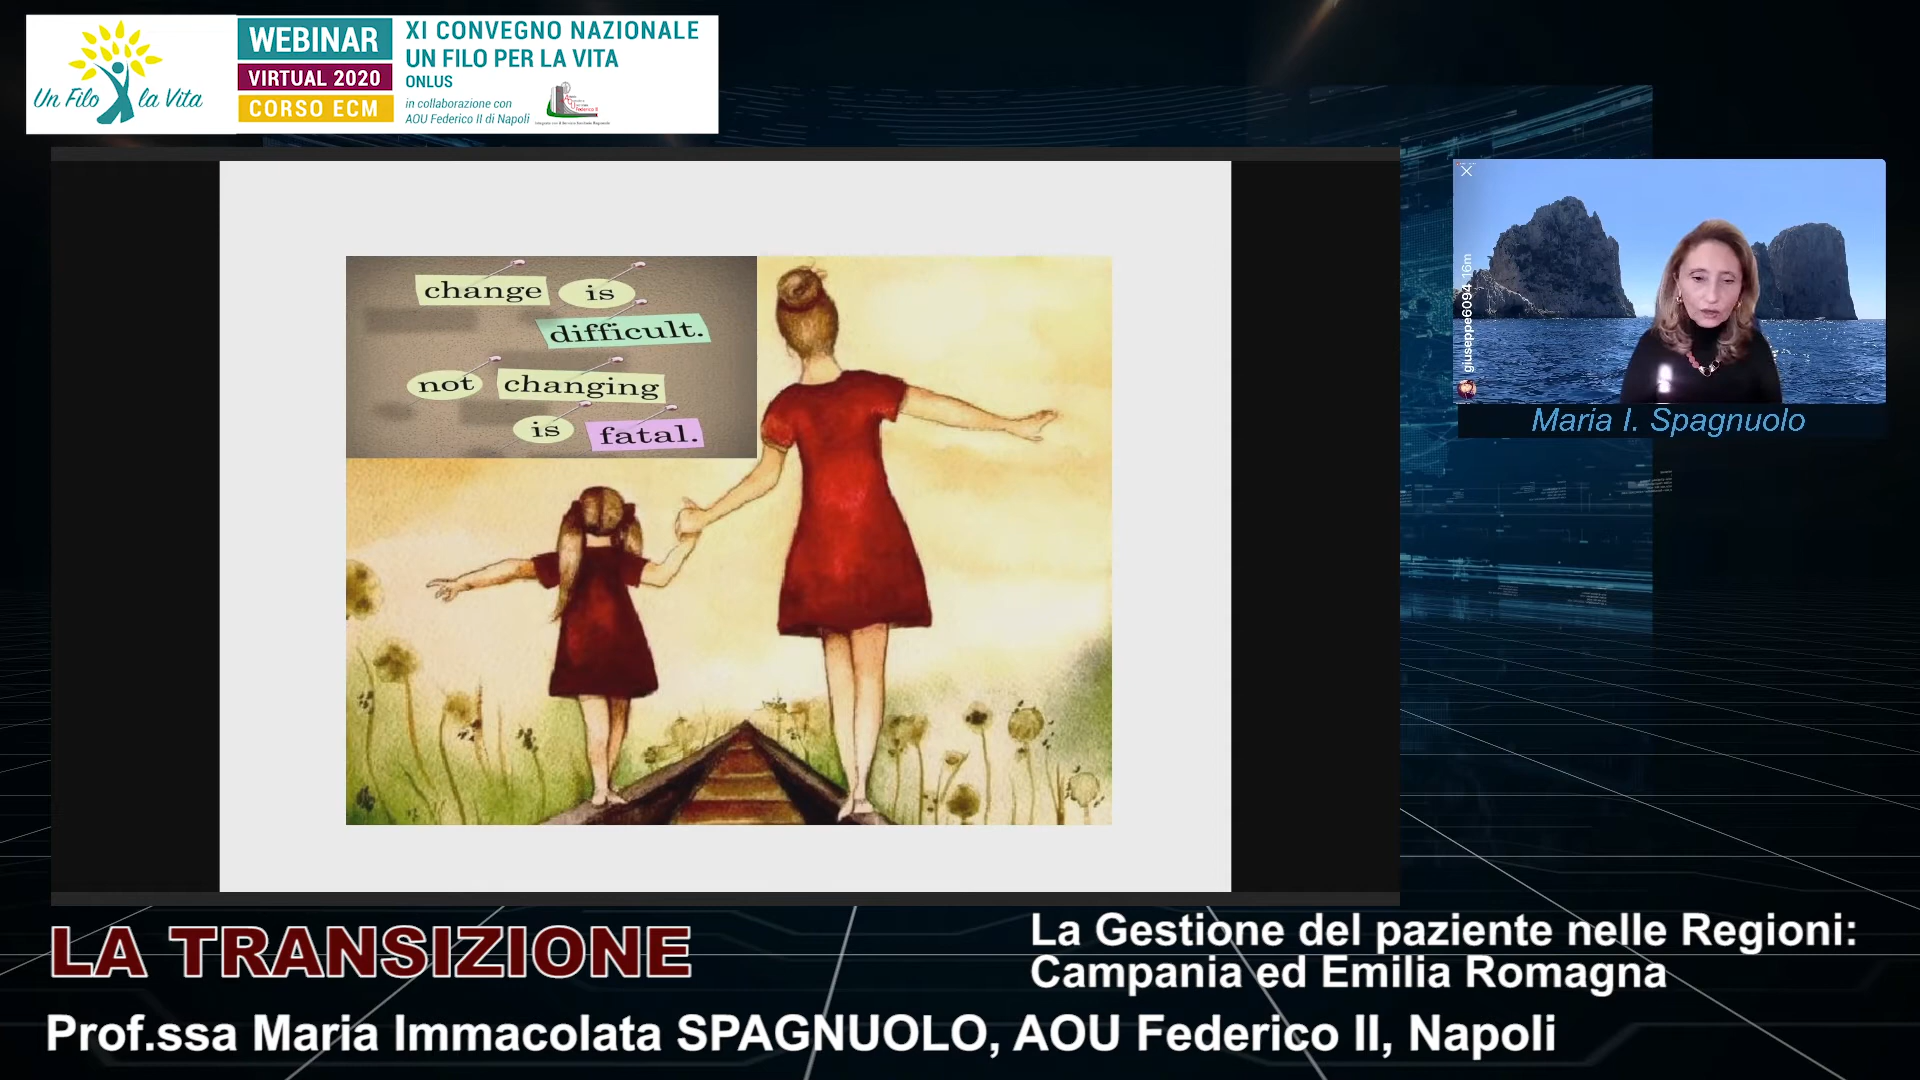 Un Filo la Vita
WEBINAR
VIRTUAL 2020
CORSO ECM
XI CONVEGNO NAZIONALE
UN FILO PER LA VITA
ONLUS
in collaborazione con
AOU Federico II di Napoli
change is
difficult.
not changing
is fatal.
giuseppe6094 16m
Maria I. Spagnuolo
LA TRANSIZIONE
La Gestione del paziente nelle Regioni:
Campania ed Emilia Romagna
Prof.ssa Maria Immacolata SPAGNUOLO, AOU Federico II, Napoli